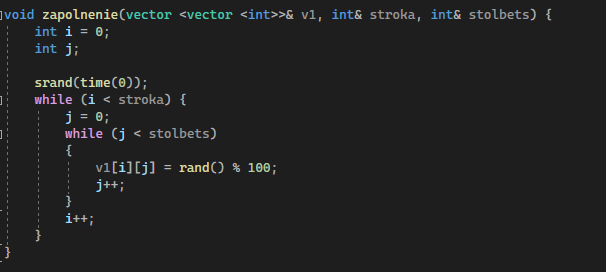 void zapolnenie(vector <vector <int>>& v1, int& stroka, int& stolbets) {
    int i = 0;
    int j;

    srand(time(0));
    while (i < stroka) {
        j = 0;
        while (j < stolbets)
        {
            v1[i][j] = rand() % 100;
            j++;
        }
        i++;
    }
}